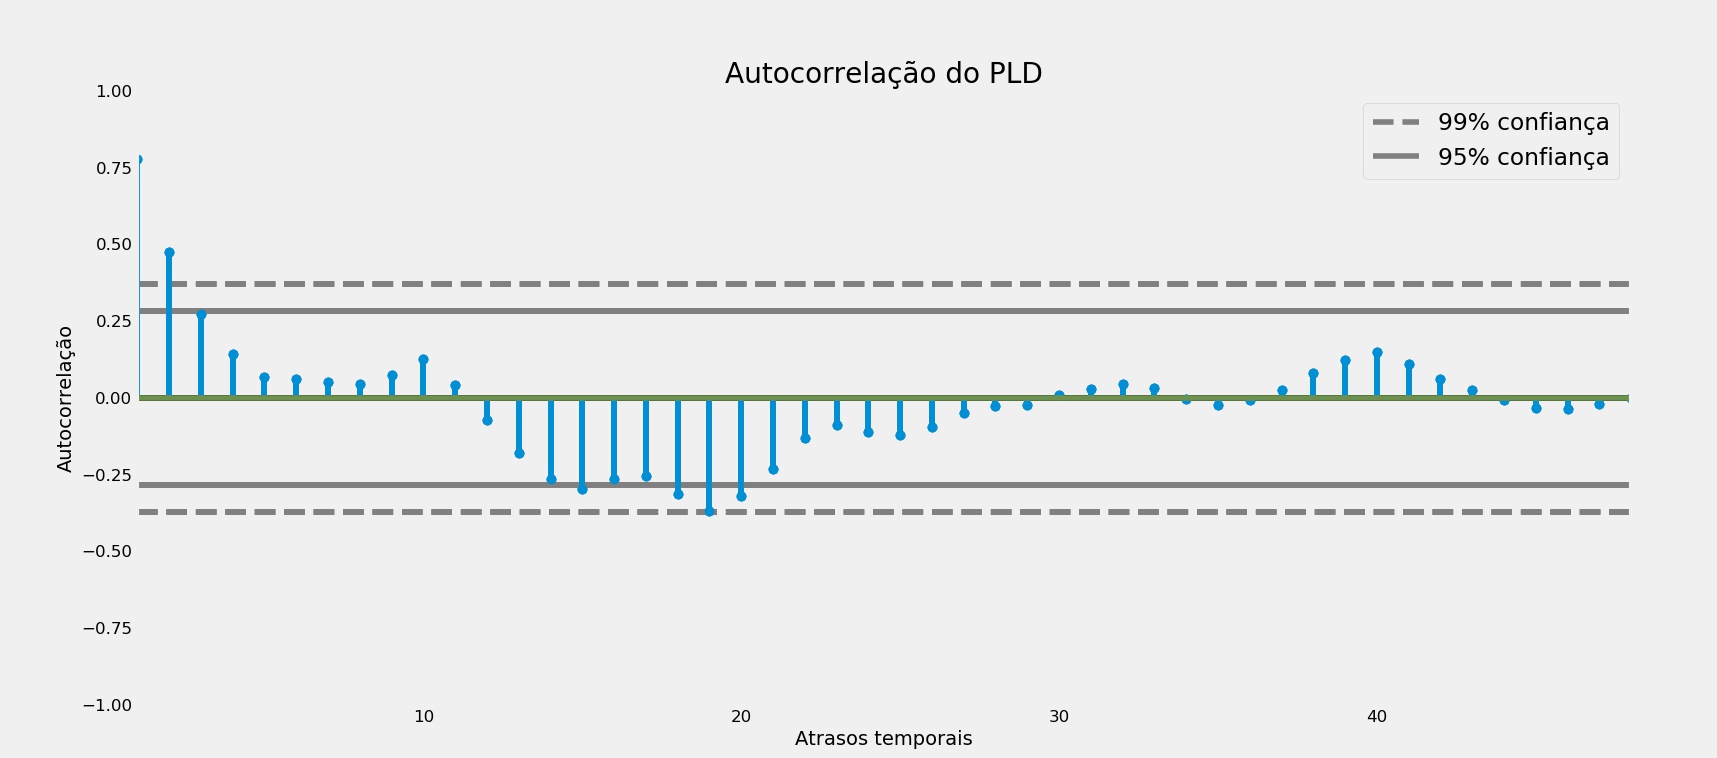 Autocorrelação do PLD
1.00
0.75
0.50
0.25
0.00
−0.25
−0.50
−0.75
−1.00
Autocorrelação
99% confiança
95% confiança
10
20
30
40
Atrasos temporais